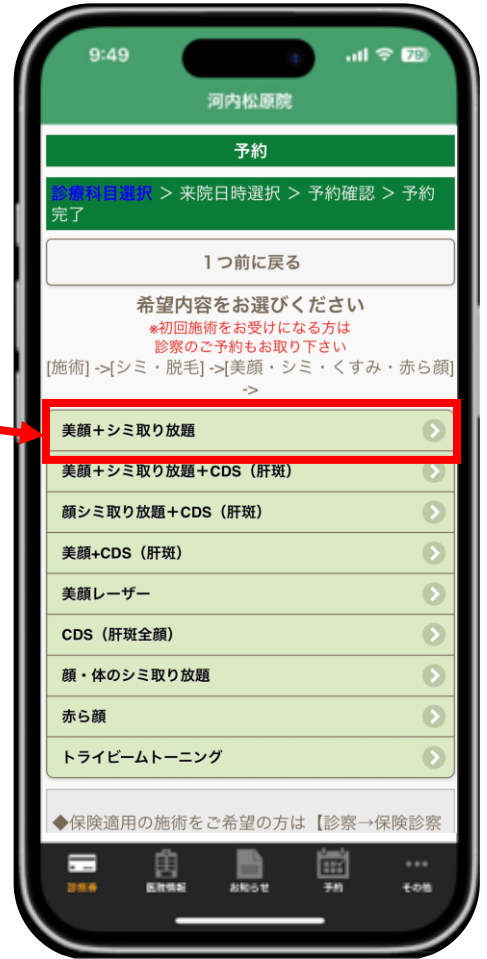 9:49
79
河内松原院
予約
診療科目選択 > 来院日時選択 > 予約確認 > 予約
完了
1つ前に戻る
希望内容をお選びください
※初回施術をお受けになる方は
診察のご予約もお取り下さい
[施術] ->[シミ・脱毛] ->[美顔・シミ・くすみ・赤ら顔]
->
美顔+シミ取り放題
美顔+シミ取り放題+CDS（肝斑）
顔シミ取り放題+CDS（肝斑）
美顔+CDS（肝斑）
美顔レーザー
CDS（肝斑全顔）
顔・体のシミ取り放題
赤ら顔
トライビームトーニング
◆保険適用の施術をご希望の方は【診察→保険診察
診療券 医院情報 お知らせ 予約 その他